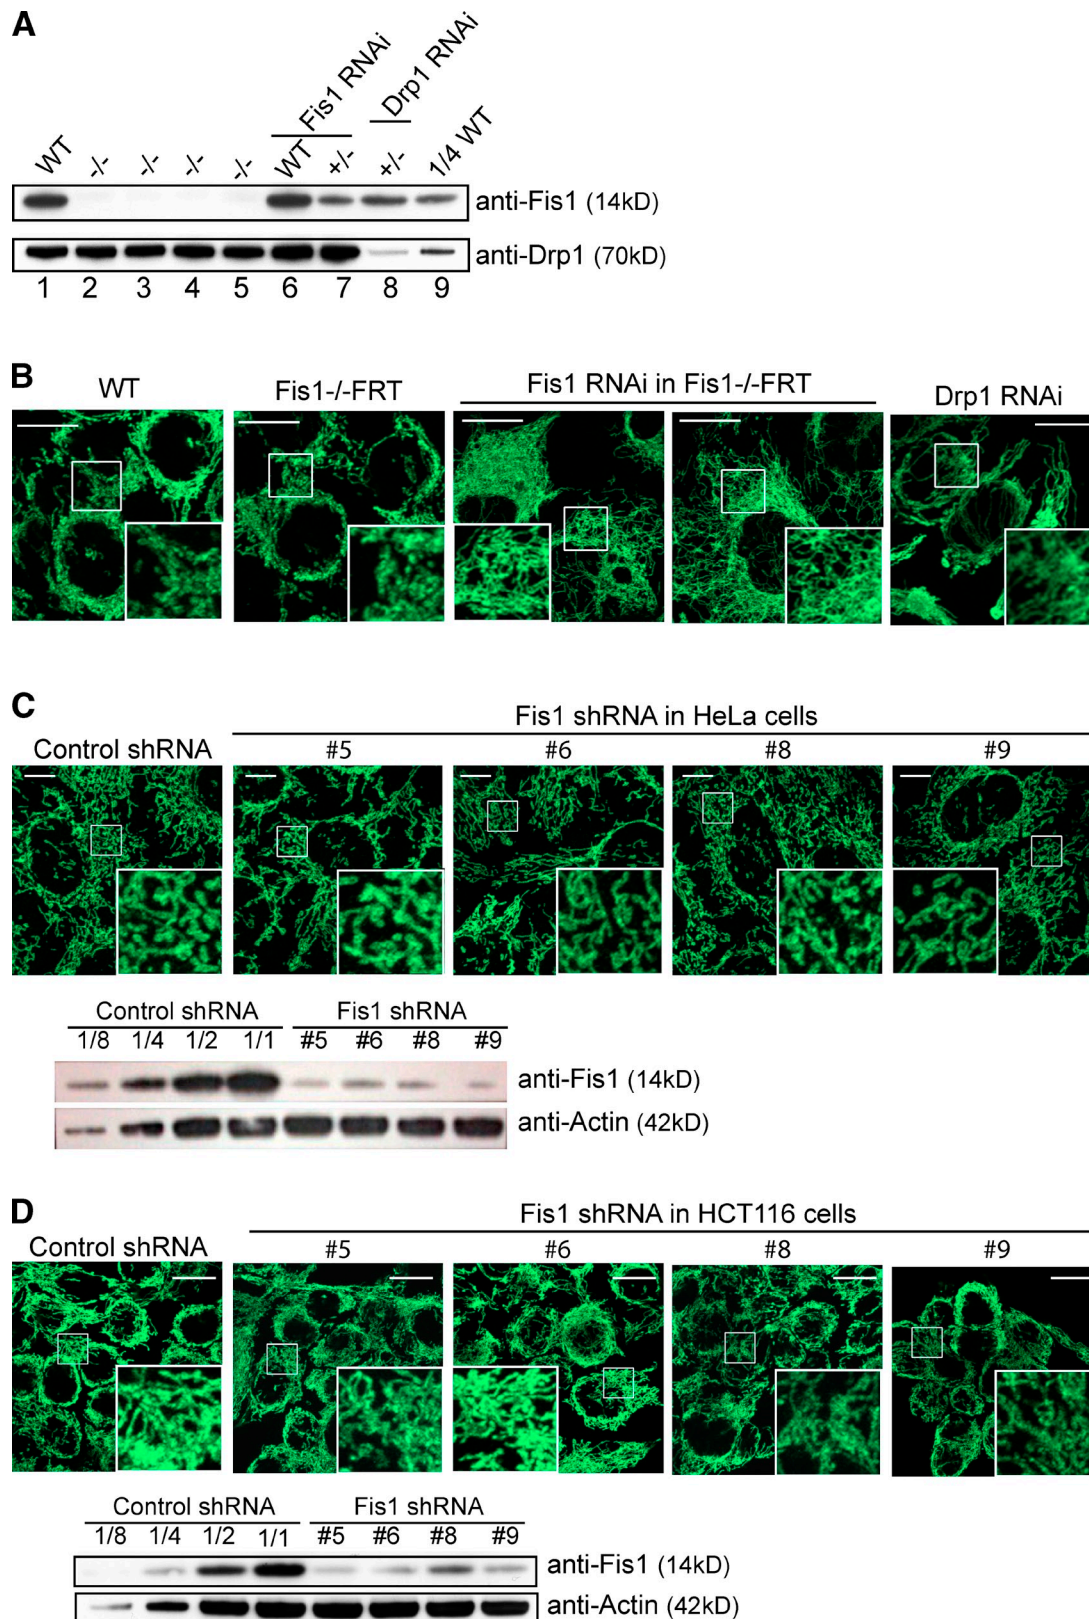 A
Fis1 RNAi
Drp1 RNAi
WT -/- -/- -/- -/- WT +/- +/- 1/4 WT
anti-Fis1 (14kD)
anti-Drp1 (70kD)
1 2 3 4 5 6 7 8 9
B
WT Fis1-/-FRT Fis1 RNAi in Fis1-/-FRT Drp1 RNAi
C
Fis1 shRNA in HeLa cells
Control shRNA #5 #6 #8 #9
Control shRNA Fis1 shRNA
1/8 1/4 1/2 1/1 #5 #6 #8 #9
anti-Fis1 (14kD)
anti-Actin (42kD)
D
Fis1 shRNA in HCT116 cells
Control shRNA #5 #6 #8 #9
Control shRNA Fis1 shRNA
1/8 1/4 1/2 1/1 #5 #6 #8 #9
anti-Fis1 (14kD)
anti-Actin (42kD)